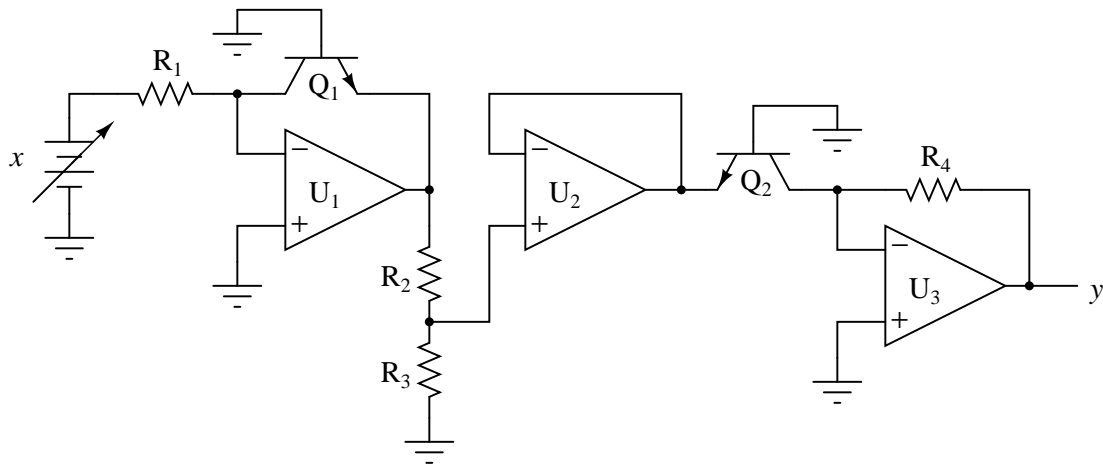 R₁
Q₁
x
−
U₁
+
R₂
R₃
−
U₂
+
Q₂
R₄
−
U₃
+
y